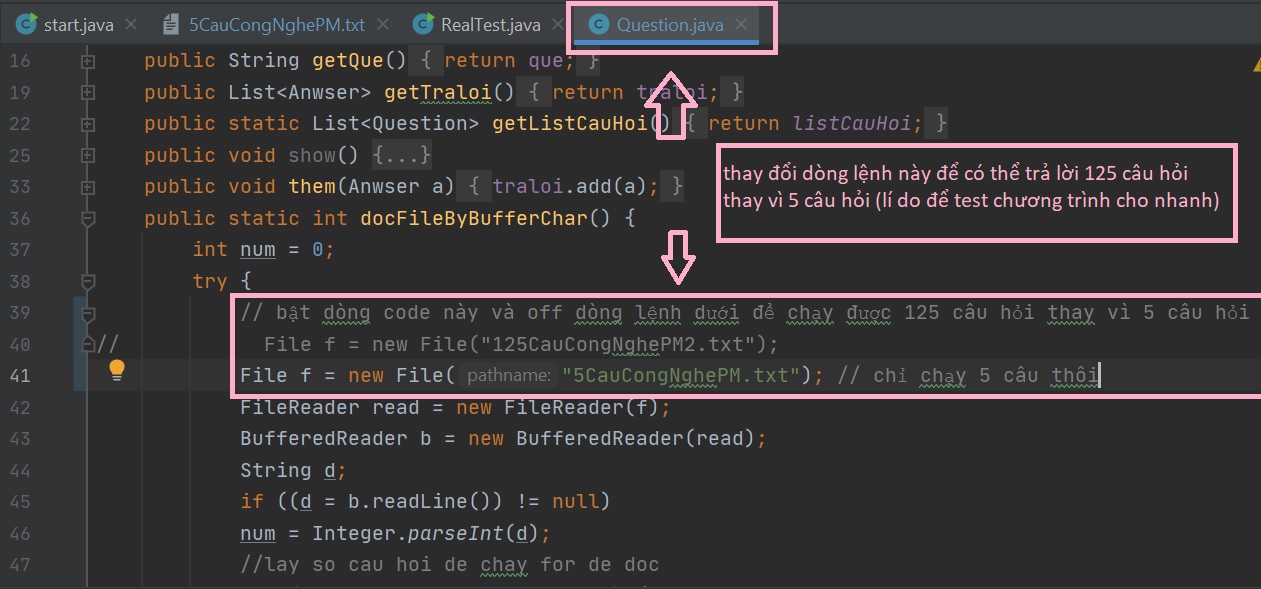 start.java 5CauCongNghePM.txt RealTest.java Question.java
16 public String getQue() { return que; }
19 public List<Anwser> getTraloi() { return traloi; }
22 public static List<Question> getListCauHoi() { return listCauHoi; }
25 public void show() {...}
thay đổi dòng lệnh này để có thể trả lời 125 câu hỏi
thay vì 5 câu hỏi (lí do để test chương trình cho nhanh)
33 public void them(Anwser a) { traloi.add(a); }
36 public static int docFileByBufferChar() {
37 int num = 0;
38 try {
39 // bật dòng code này và off dòng lệnh dưới để chạy được 125 câu hỏi thay vì 5 câu hỏi
40 // File f = new File("125CauCongNghePM2.txt");
41 File f = new File( pathname: "5CauCongNghePM.txt"); // chỉ chạy 5 câu thôi
42 FileReader read = new FileReader(f);
43 BufferedReader b = new BufferedReader(read);
44 String d;
45 if ((d = b.readLine()) != null)
46 num = Integer.parseInt(d);
47 //lay so cau hoi de chay for de doc